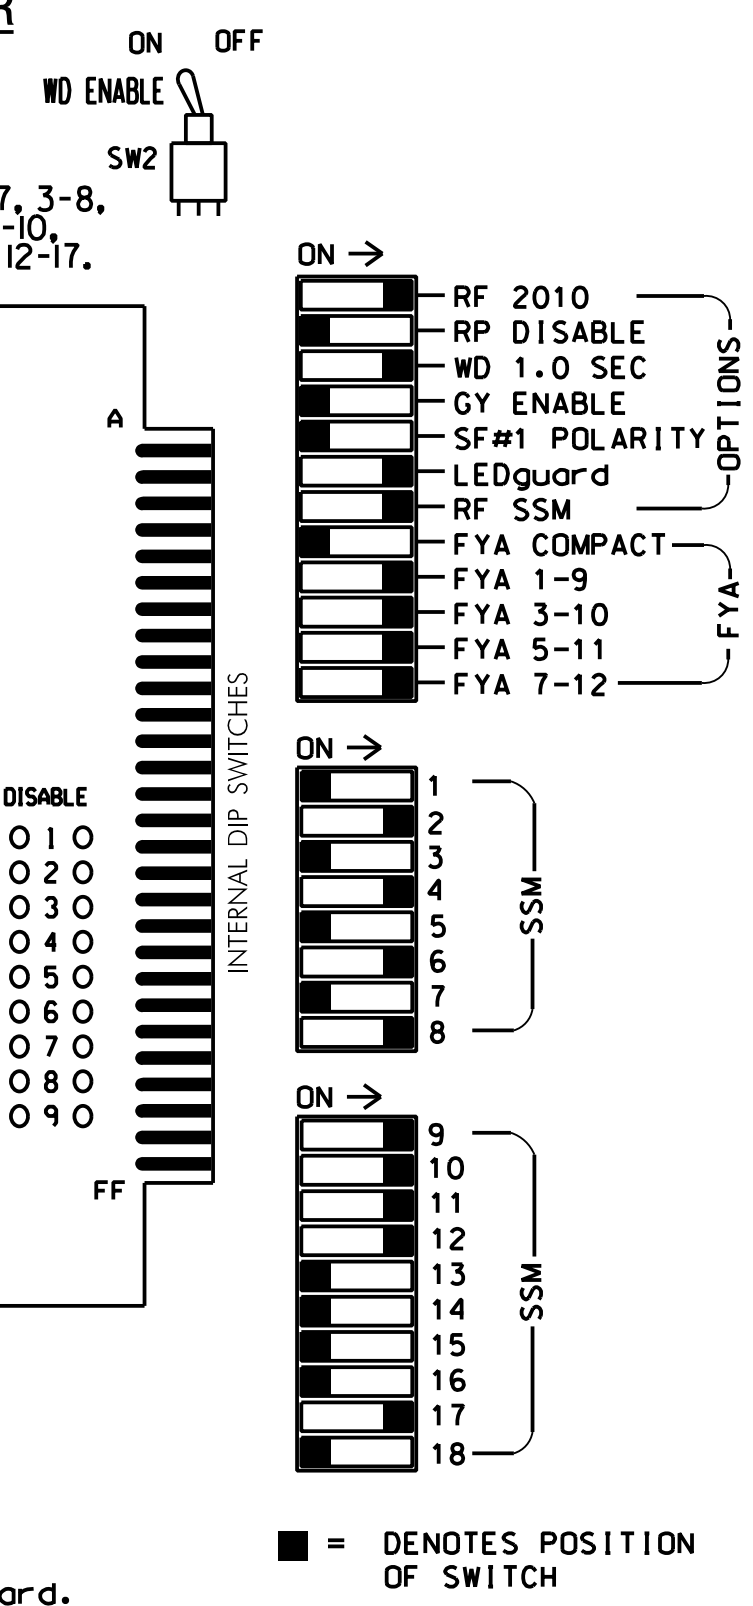 R
ON OFF
WD ENABLE
SW2
7, 3-8,
-10,
12-17.
ON
RF 2010
RP DISABLE
WD 1.0 SEC
GY ENABLE
SF#1 POLARITY
LEDguard
RF SSM
OPTIONS
FYA COMPACT
FYA 1-9
FYA 3-10
FYA 5-11
FYA 7-12
FYA
A
INTERNAL DIP SWITCHES
DISABLE
1
2
3
4
5
6
7
8
9
FF
ON
1
2
3
4
5
6
7
8
SSM
ON
9
10
11
12
13
14
15
16
17
18
SSM
= DENOTES POSITION
OF SWITCH
ard.